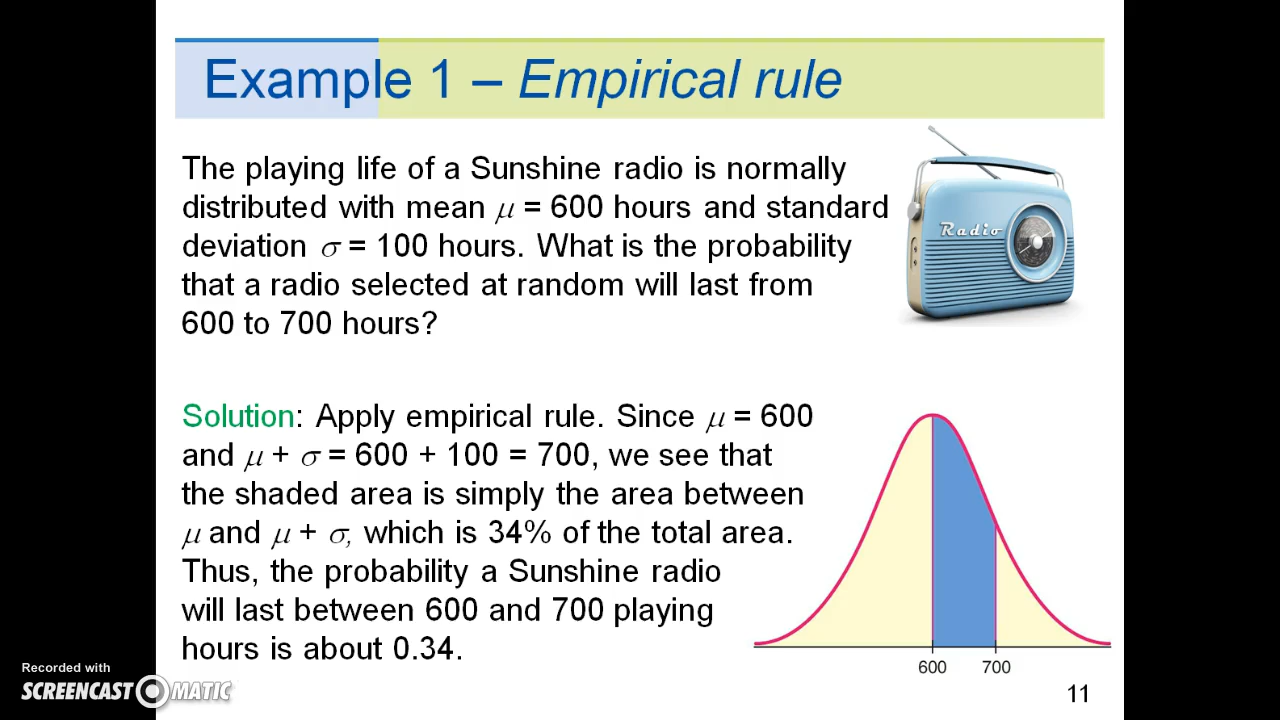 Example 1 – Empirical rule
The playing life of a Sunshine radio is normally
distributed with mean μ = 600 hours and standard
deviation σ = 100 hours. What is the probability
that a radio selected at random will last from
600 to 700 hours?
Radio
Solution: Apply empirical rule. Since μ = 600
and μ + σ = 600 + 100 = 700, we see that
the shaded area is simply the area between
μ and μ + σ, which is 34% of the total area.
Thus, the probability a Sunshine radio
will last between 600 and 700 playing
hours is about 0.34.
600 700
11
Recorded with
SCREENCAST MATIC